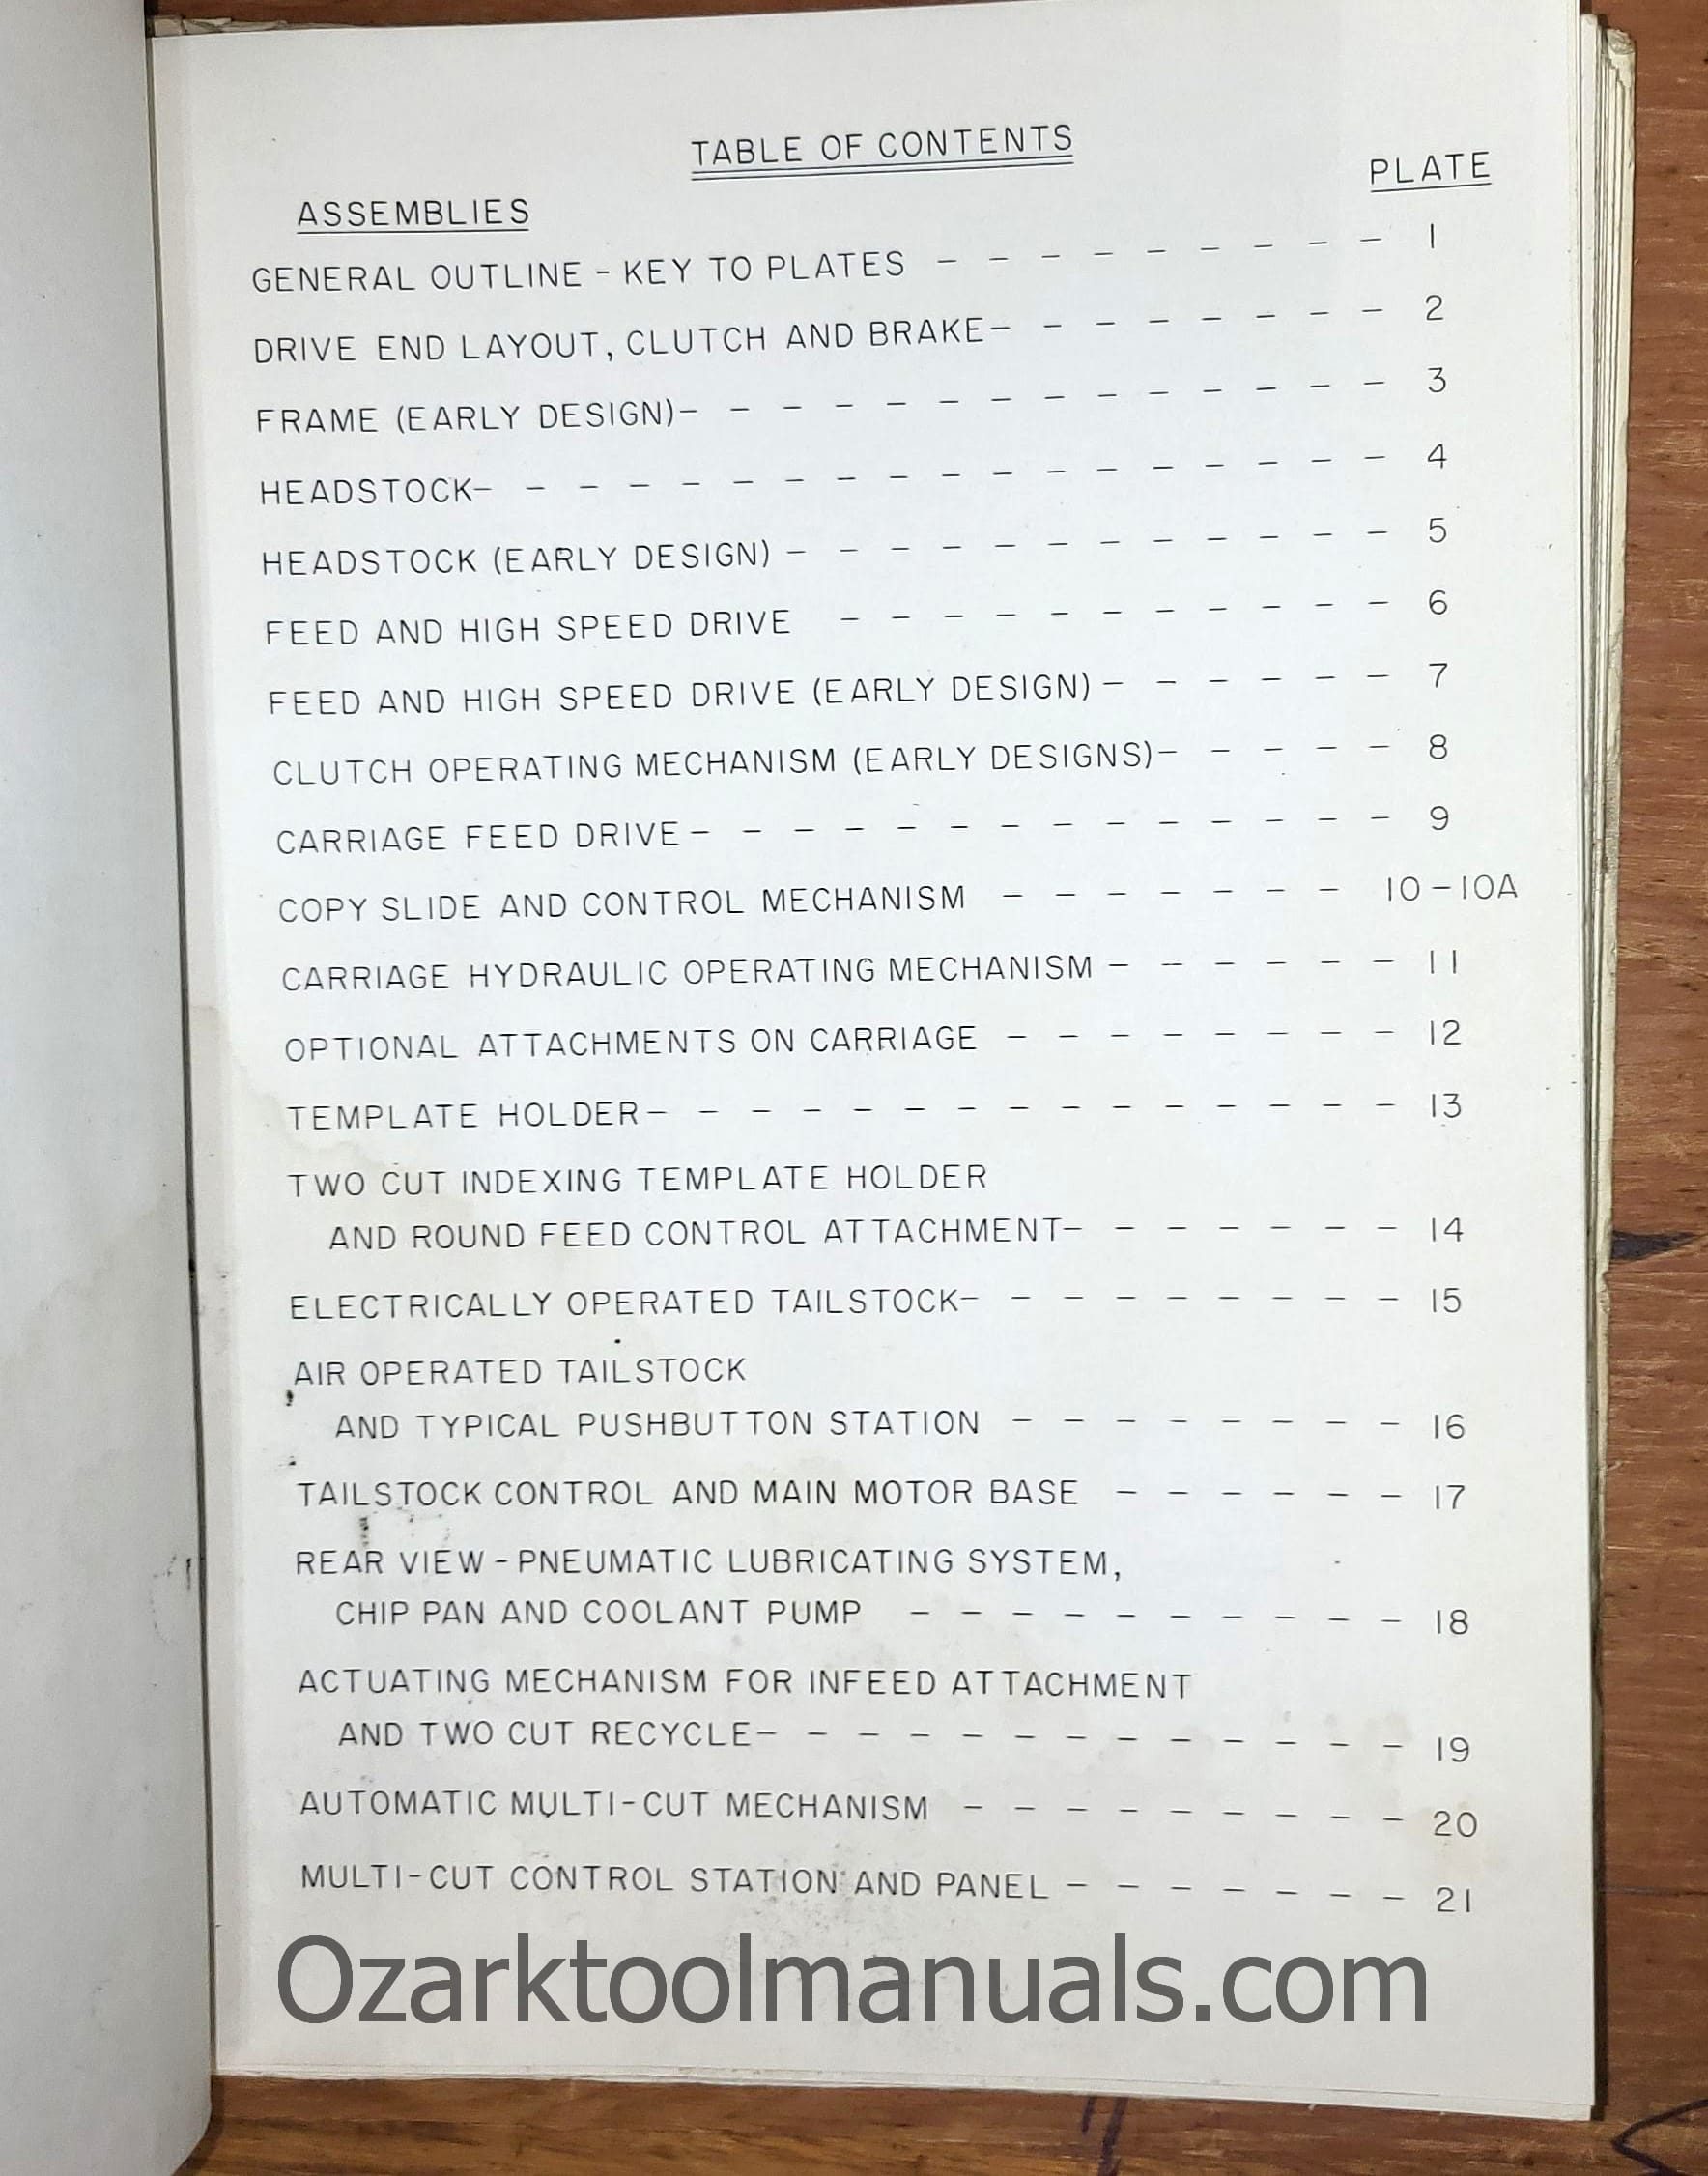 TABLE OF CONTENTS
ASSEMBLIES PLATE
GENERAL OUTLINE - KEY TO PLATES - - - - - - - - - 1
DRIVE END LAYOUT, CLUTCH AND BRAKE- - - - - - - - 2
FRAME (EARLY DESIGN)- - - - - - - - - - - - - - 3
HEADSTOCK- - - - - - - - - - - - - - - - - - 4
HEADSTOCK (EARLY DESIGN) - - - - - - - - - - - - 5
FEED AND HIGH SPEED DRIVE - - - - - - - - - - - 6
FEED AND HIGH SPEED DRIVE (EARLY DESIGN) - - - - - - 7
CLUTCH OPERATING MECHANISM (EARLY DESIGNS)- - - - - 8
CARRIAGE FEED DRIVE - - - - - - - - - - - - - - 9
COPY SLIDE AND CONTROL MECHANISM - - - - - - - 10-10A
CARRIAGE HYDRAULIC OPERATING MECHANISM - - - - - - 11
OPTIONAL ATTACHMENTS ON CARRIAGE - - - - - - - - 12
TEMPLATE HOLDER- - - - - - - - - - - - - - - 13
TWO CUT INDEXING TEMPLATE HOLDER
AND ROUND FEED CONTROL ATTACHMENT- - - - - - - 14
ELECTRICALLY OPERATED TAILSTOCK- - - - - - - - - 15
AIR OPERATED TAILSTOCK
AND TYPICAL PUSHBUTTON STATION - - - - - - - - 16
TAILSTOCK CONTROL AND MAIN MOTOR BASE - - - - - - 17
REAR VIEW - PNEUMATIC LUBRICATING SYSTEM,
CHIP PAN AND COOLANT PUMP - - - - - - - - - - 18
ACTUATING MECHANISM FOR INFEED ATTACHMENT
AND TWO CUT RECYCLE- - - - - - - - - - - - - 19
AUTOMATIC MULTI-CUT MECHANISM - - - - - - - - - 20
MULTI-CUT CONTROL STATION AND PANEL - - - - - - - 21
Ozarktoolmanuals.com